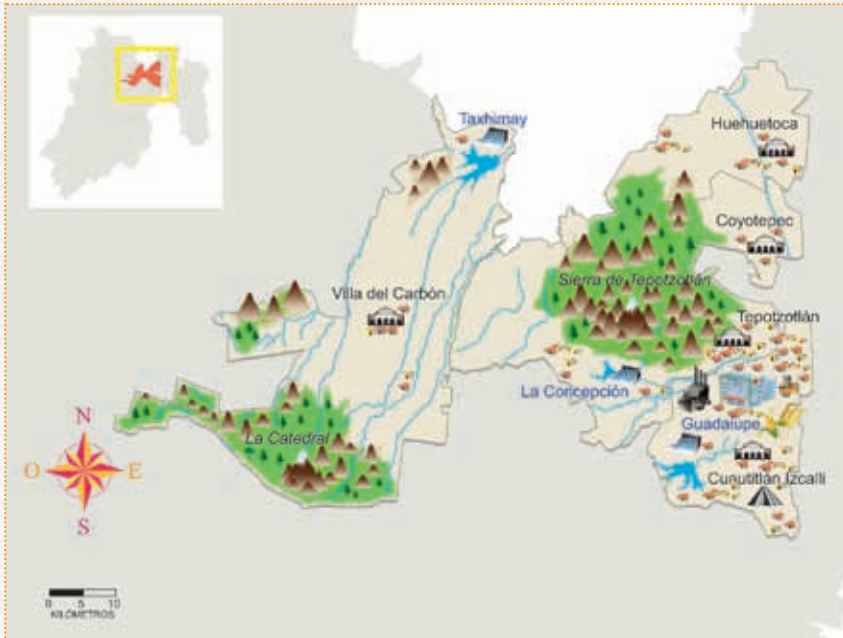 Taxhimay
Huehuetoca
Coyotepec
Sierra de Tepotzotlán
Villa del Carbón
Tepotzotlán
La Concepción
Guadalupe
La Catedral
Cuautitlán Izcalli
N
O
E
S
0 5 10
KILÓMETROS